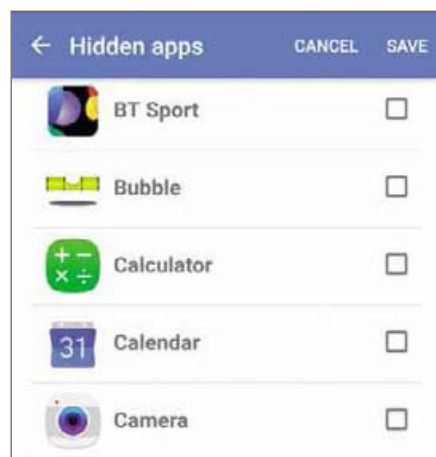 Hidden apps CANCEL SAVE
BT Sport
Bubble
Calculator
31 Calendar
Camera